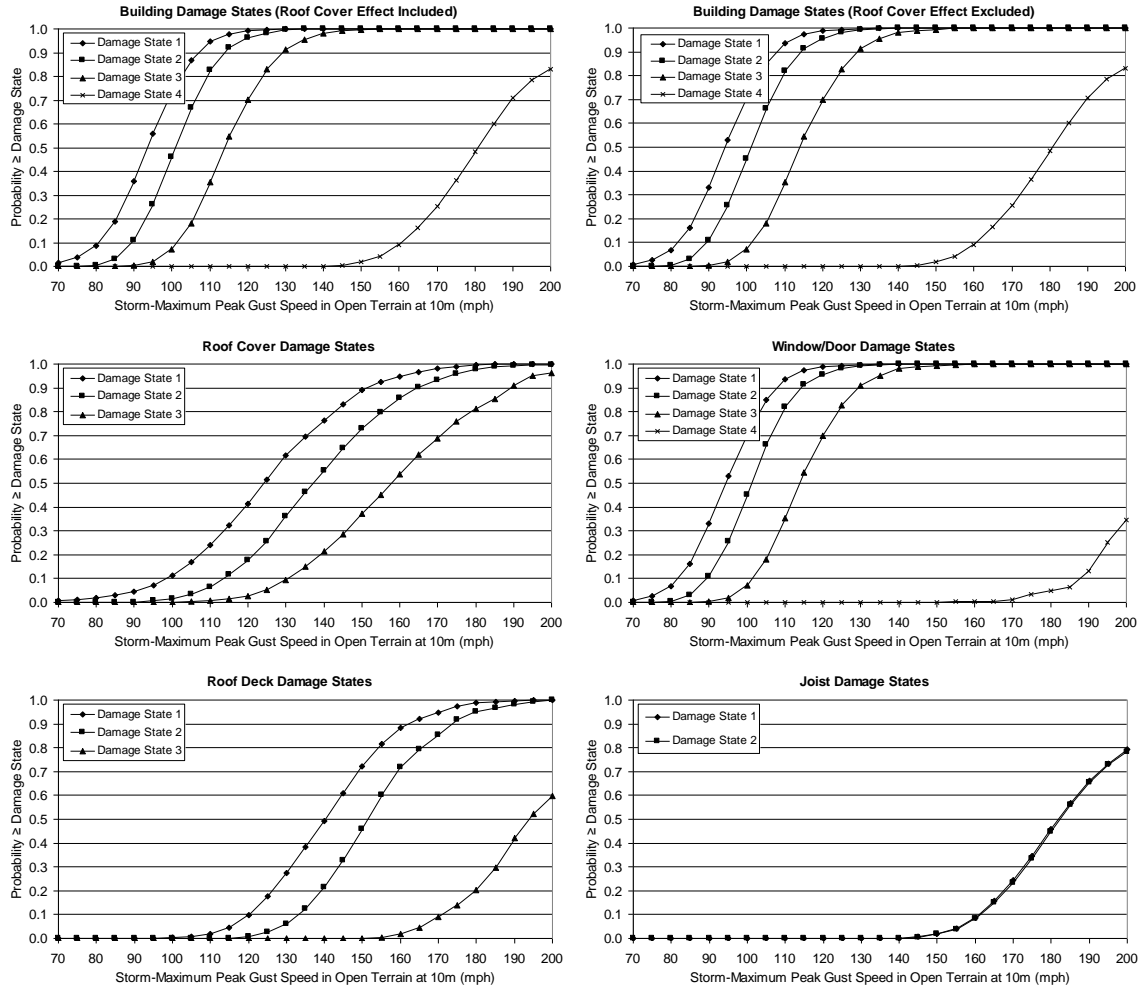 Building Damage States (Roof Cover Effect Included)
Probability ≥ Damage State
1.0
0.9
0.8
0.7
0.6
0.5
0.4
0.3
0.2
0.1
0.0
Damage State 1
Damage State 2
Damage State 3
Damage State 4
70 80 90 100 110 120 130 140 150 160 170 180 190 200
Storm-Maximum Peak Gust Speed in Open Terrain at 10m (mph)
Building Damage States (Roof Cover Effect Excluded)
Probability ≥ Damage State
1.0
0.9
0.8
0.7
0.6
0.5
0.4
0.3
0.2
0.1
0.0
Damage State 1
Damage State 2
Damage State 3
Damage State 4
70 80 90 100 110 120 130 140 150 160 170 180 190 200
Storm-Maximum Peak Gust Speed in Open Terrain at 10m (mph)
Roof Cover Damage States
Probability ≥ Damage State
1.0
0.9
0.8
0.7
0.6
0.5
0.4
0.3
0.2
0.1
0.0
Damage State 1
Damage State 2
Damage State 3
70 80 90 100 110 120 130 140 150 160 170 180 190 200
Storm-Maximum Peak Gust Speed in Open Terrain at 10m (mph)
Window/Door Damage States
Probability ≥ Damage State
1.0
0.9
0.8
0.7
0.6
0.5
0.4
0.3
0.2
0.1
0.0
Damage State 1
Damage State 2
Damage State 3
Damage State 4
70 80 90 100 110 120 130 140 150 160 170 180 190 200
Storm-Maximum Peak Gust Speed in Open Terrain at 10m (mph)
Roof Deck Damage States
Probability ≥ Damage State
1.0
0.9
0.8
0.7
0.6
0.5
0.4
0.3
0.2
0.1
0.0
Damage State 1
Damage State 2
Damage State 3
70 80 90 100 110 120 130 140 150 160 170 180 190 200
Storm-Maximum Peak Gust Speed in Open Terrain at 10m (mph)
Joist Damage States
Probability ≥ Damage State
1.0
0.9
0.8
0.7
0.6
0.5
0.4
0.3
0.2
0.1
0.0
Damage State 1
Damage State 2
70 80 90 100 110 120 130 140 150 160 170 180 190 200
Storm-Maximum Peak Gust Speed in Open Terrain at 10m (mph)